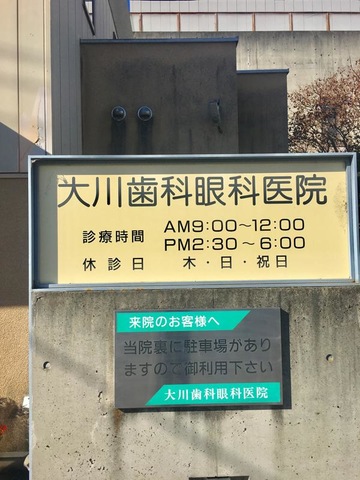 大川歯科眼科医院
診療時間 AM9:00〜12:00
PM2:30〜6:00
休診日 木・日・祝日
来院のお客様へ
当院裏に駐車場があり
ますのでご利用下さい
大川歯科眼科医院